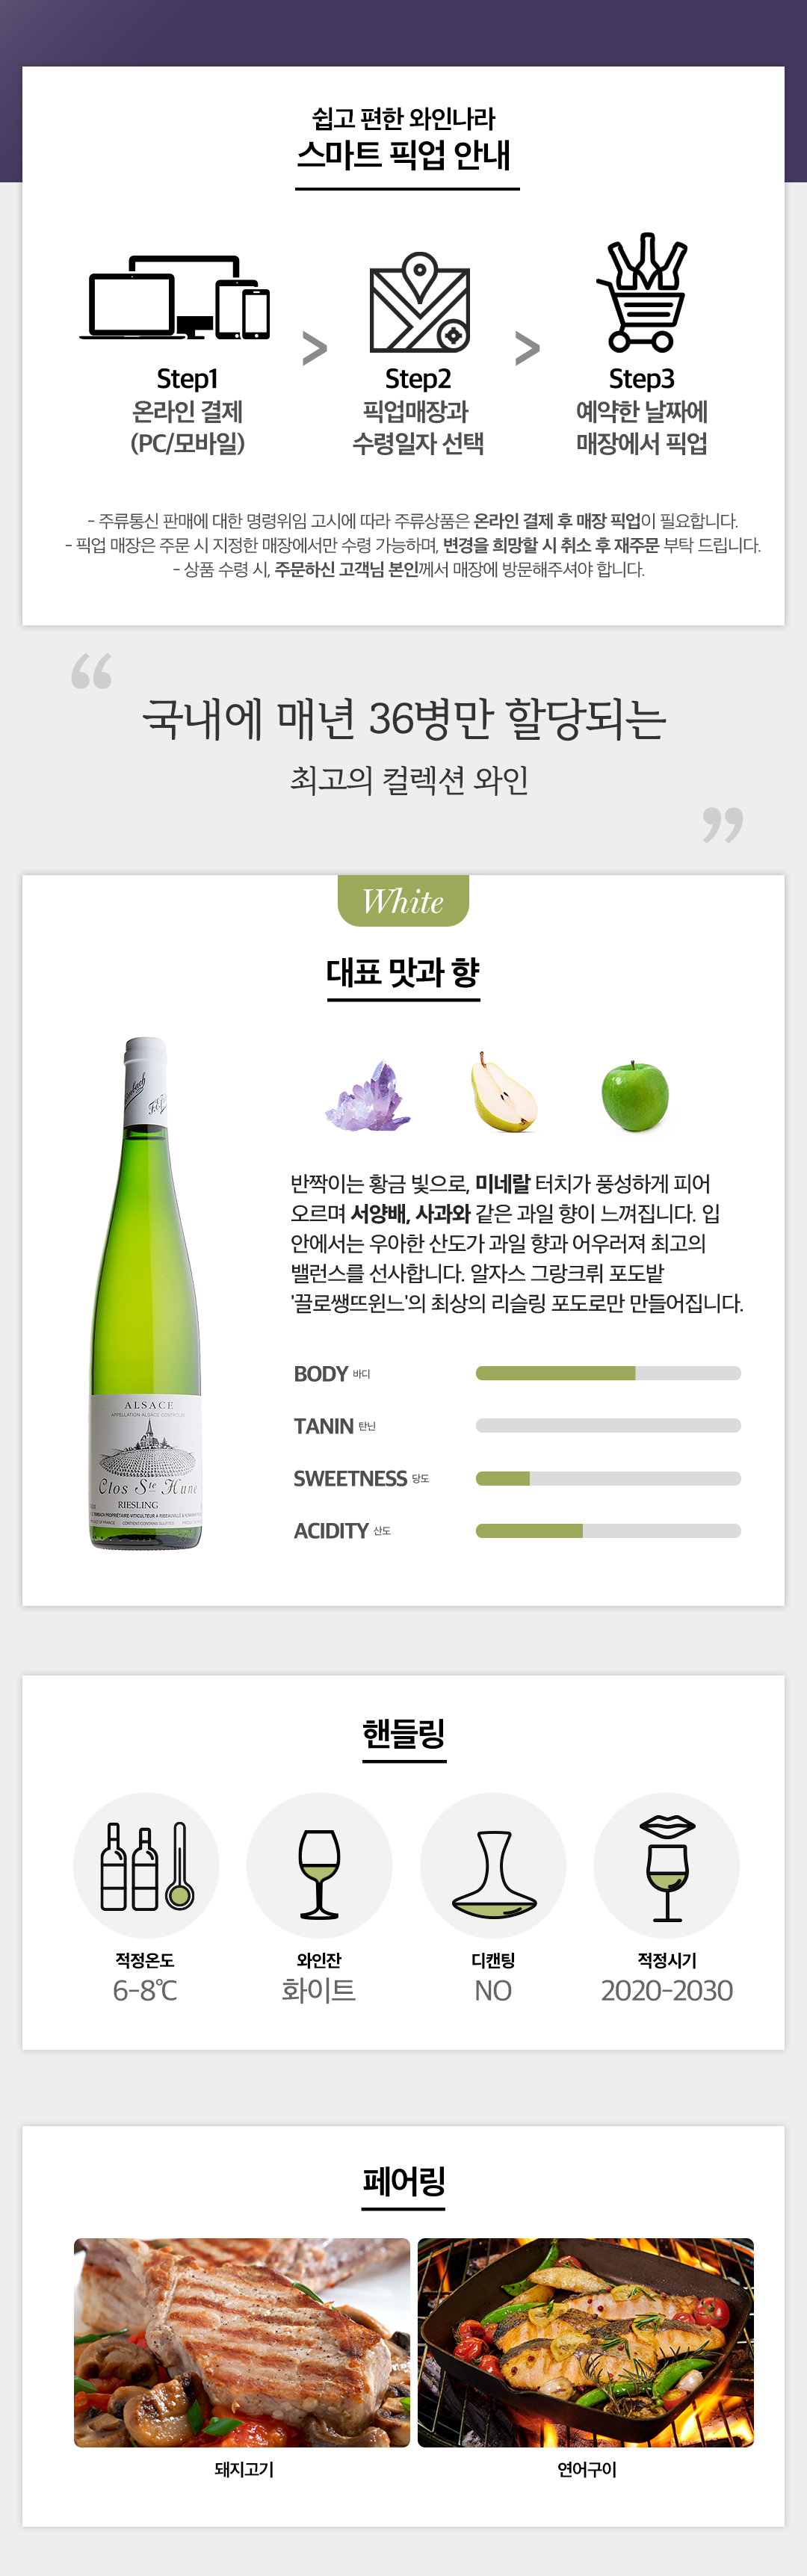 쉽고 편한 와인나라
스마트 픽업 안내
Step1
온라인 결제
(PC/모바일)
>
Step2
픽업매장과
수령일자 선택
>
Step3
예약한 날짜에
매장에서 픽업
- 주류통신 판매에 대한 명령위임 고시에 따라 주류상품은 온라인 결제 후 매장 픽업이 필요합니다.
- 픽업 매장은 주문 시 지정한 매장에서만 수령 가능하며, 변경을 희망할 시 취소 후 재주문 부탁 드립니다.
- 상품 수령 시, 주문하신 고객님 본인께서 매장에 방문해주셔야 합니다.
“
국내에 매년 36병만 할당되는
최고의 컬렉션 와인
”
White
대표 맛과 향
반짝이는 황금 빛으로, 미네랄 터치가 풍성하게 피어
오르며 서양배, 사과와 같은 과일 향이 느껴집니다. 입
안에서는 우아한 산도가 과일 향과 어우러져 최고의
밸런스를 선사합니다. 알자스 그랑크뤼 포도밭
'끌로쌩뜨윈느'의 최상의 리슬링 포도로만 만들어집니다.
ALSACE
APPELLATION ALSACE CONTRÔLÉE
Clos Ste Hune
RIESLING
BODY 바디
TANIN 탄닌
SWEETNESS 당도
ACIDITY 산도
핸들링
적정온도
6-8℃
와인잔
화이트
디캔팅
NO
적정시기
2020-2030
페어링
돼지고기
연어구이